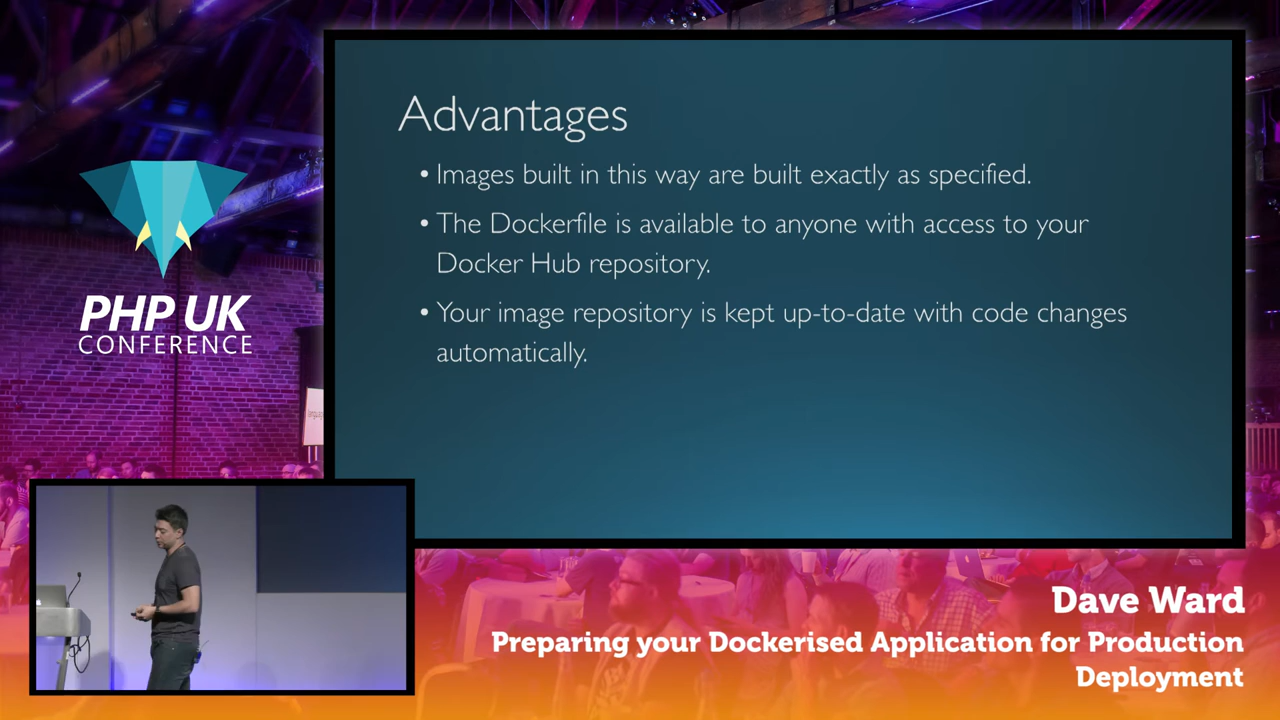 Advantages
• Images built in this way are built exactly as specified.
• The Dockerfile is available to anyone with access to your
Docker Hub repository.
• Your image repository is kept up-to-date with code changes
automatically.
PHP UK
CONFERENCE
Dave Ward
Preparing your Dockerised Application for Production
Deployment